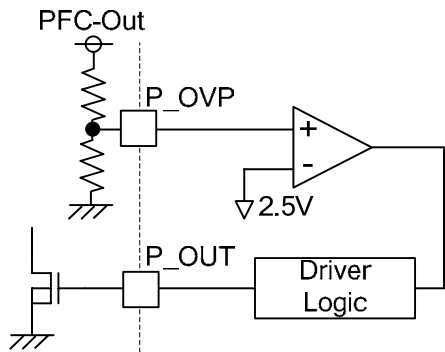 PFC-Out
P_OVP
+
-
2.5V
P_OUT
Driver
Logic